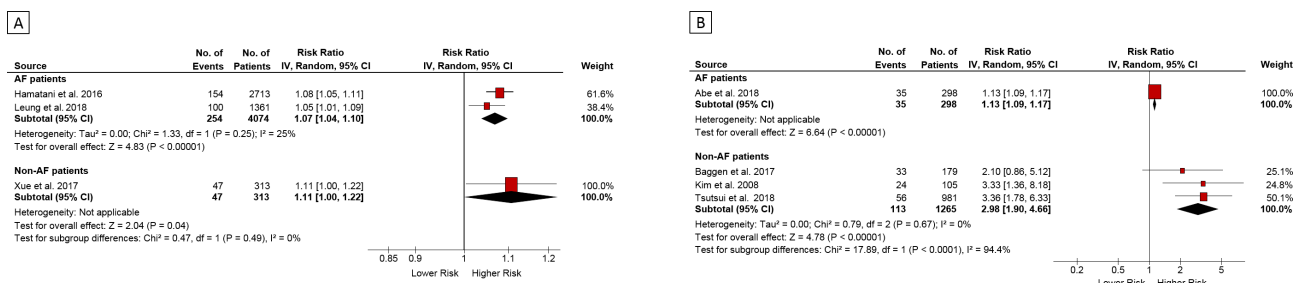 A
No. of No. of Risk Ratio Risk Ratio
Source Events Patients IV, Random, 95% CI IV, Random, 95% CI Weight
AF patients
Hamatani et al. 2016 154 2713 1.08 [1.05, 1.11] 61.6%
Leung et al. 2018 100 1361 1.05 [1.01, 1.09] 38.4%
Subtotal (95% CI) 254 4074 1.07 [1.04, 1.10] 100.0%
Heterogeneity: Tau² = 0.00; Chi² = 1.33, df = 1 (P = 0.25); I² = 25%
Test for overall effect: Z = 4.83 (P < 0.00001)
Non-AF patients
Xue et al. 2017 47 313 1.11 [1.00, 1.22] 100.0%
Subtotal (95% CI) 47 313 1.11 [1.00, 1.22] 100.0%
Heterogeneity: Not applicable
Test for overall effect: Z = 2.04 (P = 0.04)
Test for subgroup differences: Chi² = 0.47, df = 1 (P = 0.49), I² = 0%
0.85 0.9 1 1.1 1.2
Lower Risk Higher Risk
B
No. of No. of Risk Ratio Risk Ratio
Source Events Patients IV, Random, 95% CI IV, Random, 95% CI Weight
AF patients
Abe et al. 2018 35 298 1.13 [1.09, 1.17] 100.0%
Subtotal (95% CI) 35 298 1.13 [1.09, 1.17] 100.0%
Heterogeneity: Not applicable
Test for overall effect: Z = 6.64 (P < 0.00001)
Non-AF patients
Baggen et al. 2017 33 179 2.10 [0.86, 5.12] 25.1%
Kim et al. 2008 24 105 3.33 [1.36, 8.18] 24.8%
Tsutsui et al. 2018 56 981 3.36 [1.78, 6.33] 50.1%
Subtotal (95% CI) 113 1265 2.98 [1.90, 4.66] 100.0%
Heterogeneity: Tau² = 0.00; Chi² = 0.79, df = 2 (P = 0.67); I² = 0%
Test for overall effect: Z = 4.78 (P < 0.00001)
Test for subgroup differences: Chi² = 17.89, df = 1 (P < 0.0001), I² = 94.4%
0.2 0.5 1 2 5
Lower Risk Higher Risk